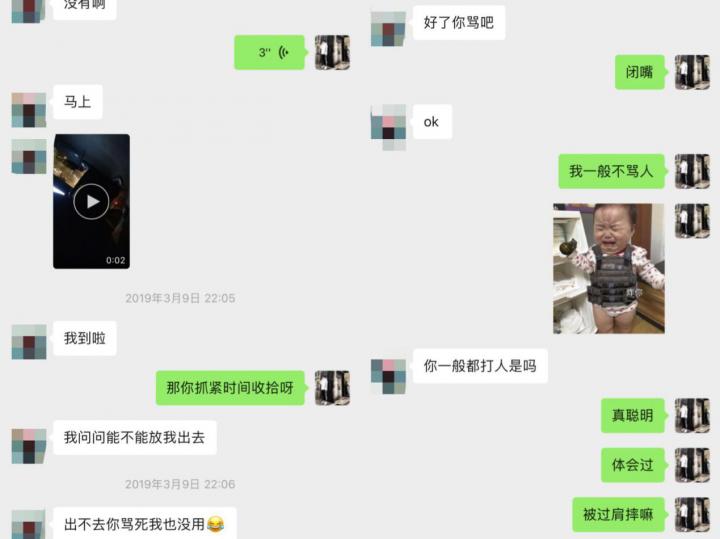 没有啊
3"
马上
0:02
2019年3月9日 22:05
我到啦
那你抓紧时间收拾呀
我问问能不能放我出去
2019年3月9日 22:06
出不去你骂死我也没用😂
好了你骂吧
闭嘴
ok
我一般不骂人
炸你
你一般都打人是吗
真聪明
体会过
被过肩摔嘛